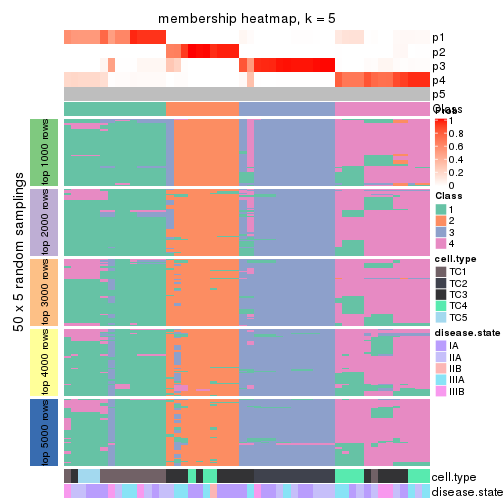 membership heatmap, k = 5
p1
p2
p3
p4
p5
Class
Prob
1
0.8
0.6
0.4
0.2
0
Class
1
2
3
4
cell.type
TC1
TC2
TC3
TC4
TC5
disease.state
IA
IIA
IIB
IIIA
IIIB
50 x 5 random samplings
top 1000 rows
top 2000 rows
top 3000 rows
top 4000 rows
top 5000 rows
cell.type
disease.state